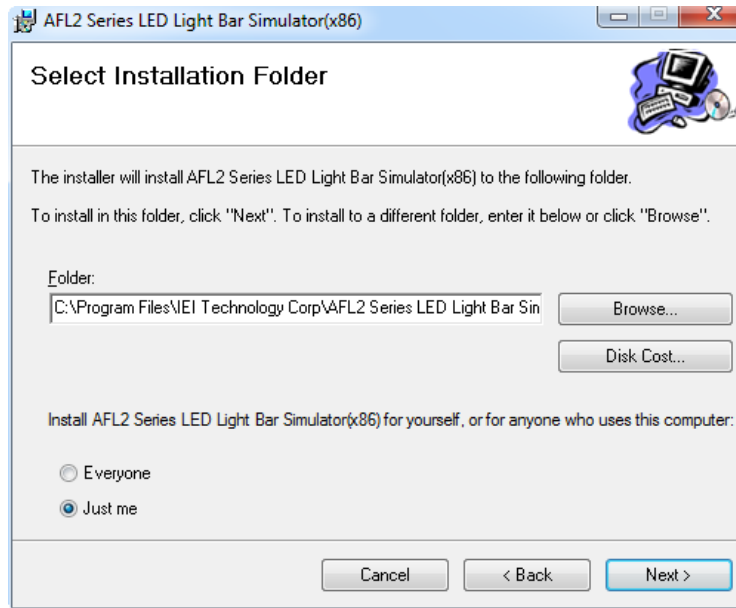 AFL2 Series LED Light Bar Simulator(x86)
Select Installation Folder
The installer will install AFL2 Series LED Light Bar Simulator(x86) to the following folder.
To install in this folder, click "Next". To install to a different folder, enter it below or click "Browse".
Folder:
C:\Program Files\IEI Technology Corp\AFL2 Series LED Light Bar Sin
Browse...
Disk Cost...
Install AFL2 Series LED Light Bar Simulator(x86) for yourself, or for anyone who uses this computer:
Everyone
Just me
Cancel
< Back
Next >